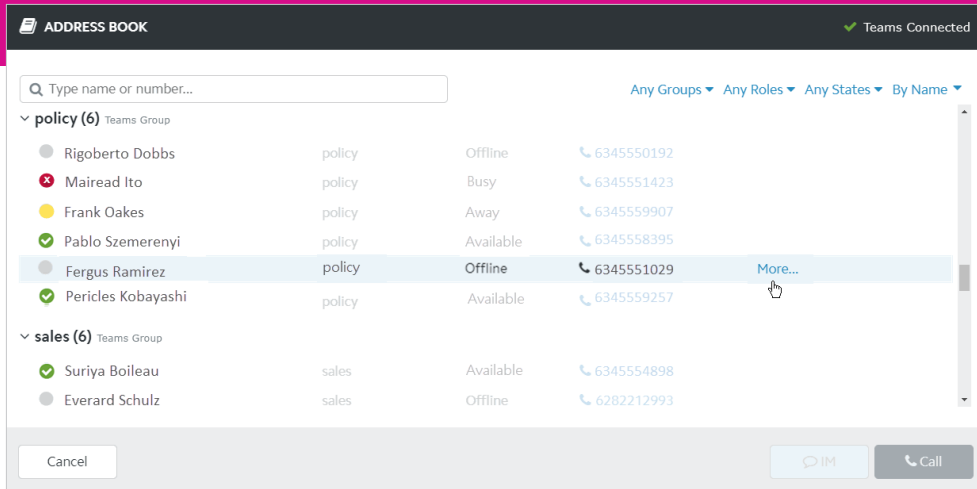 ADDRESS BOOK Teams Connected
Type name or number... Any Groups Any Roles Any States By Name
policy (6) Teams Group
Rigoberto Dobbs policy Offline 6345550192
Mairead Ito policy Busy 6345551423
Frank Oakes policy Away 6345559907
Pablo Szemerenyi policy Available 6345558395
Fergus Ramirez policy Offline 6345551029 More...
Pericles Kobayashi policy Available 6345559257
sales (6) Teams Group
Suriya Boileau sales Available 6345554898
Everard Schulz sales Offline 6282212993
Cancel IM Call